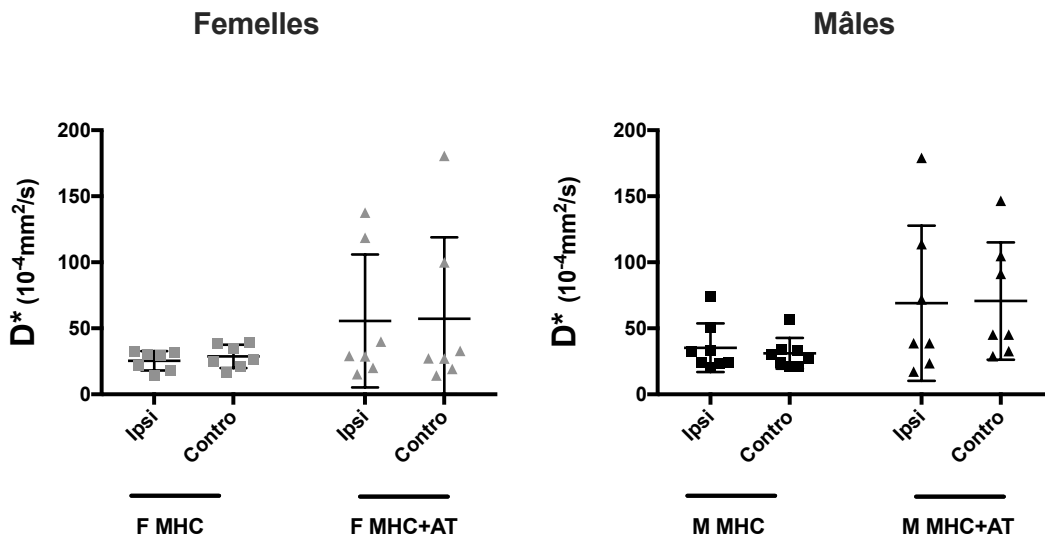 Femelles
D* (10-4mm2/s)
200
150
100
50
0
Ipsi
Contro
Ipsi
Contro
F MHC
F MHC+AT
Mâles
D* (10-4mm2/s)
200
150
100
50
0
Ipsi
Contro
Ipsi
Contro
M MHC
M MHC+AT